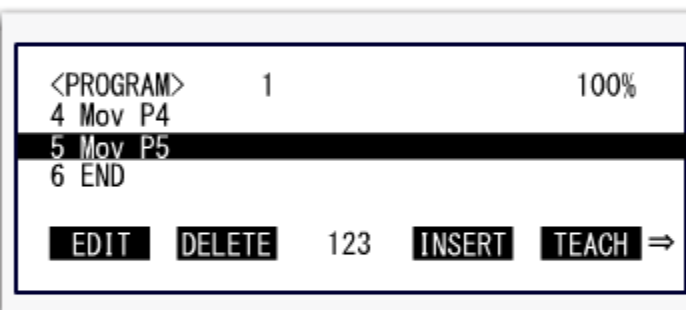 <PROGRAM> 1 100%
4 Mov P4
5 Mov P5
6 END
EDIT DELETE 123 INSERT TEACH ⇒